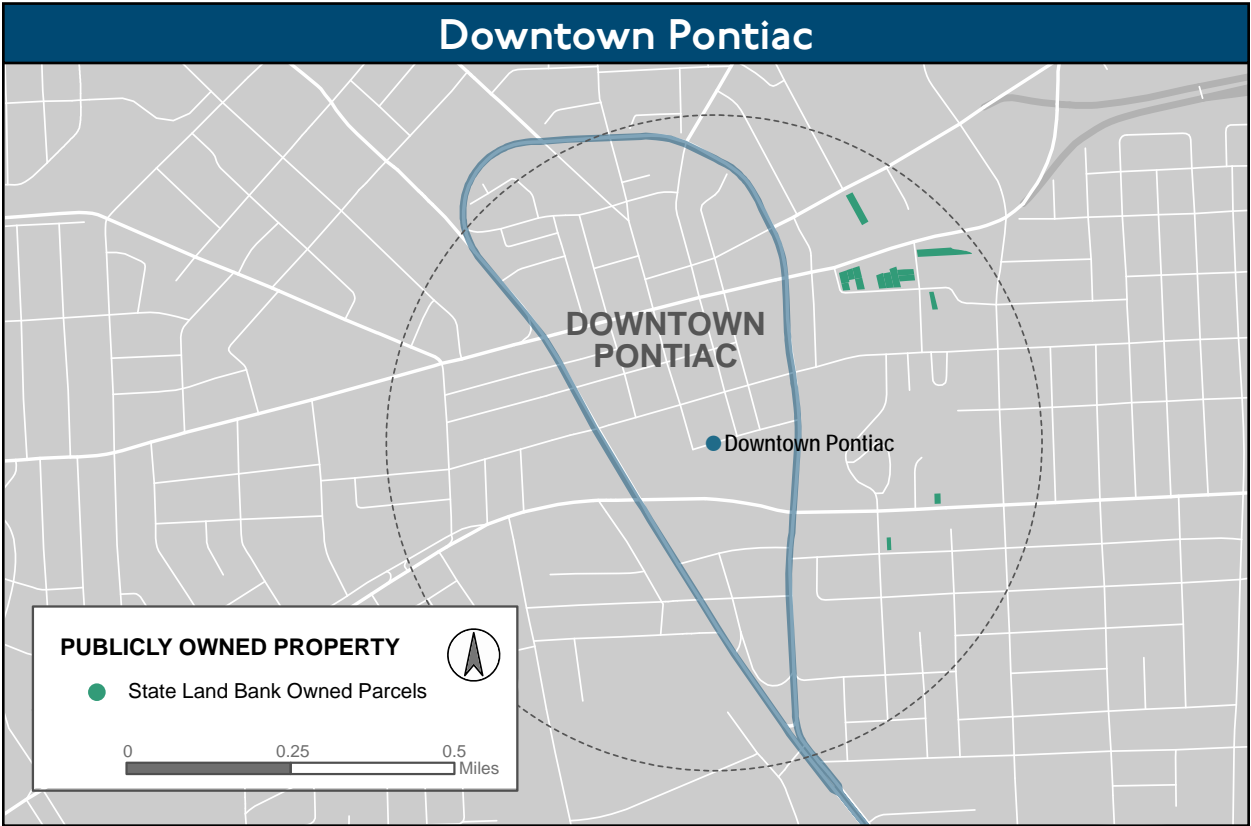 Downtown Pontiac
DOWNTOWN
PONTIAC
Downtown Pontiac
PUBLICLY OWNED PROPERTY
State Land Bank Owned Parcels
0 0.25 0.5
Miles